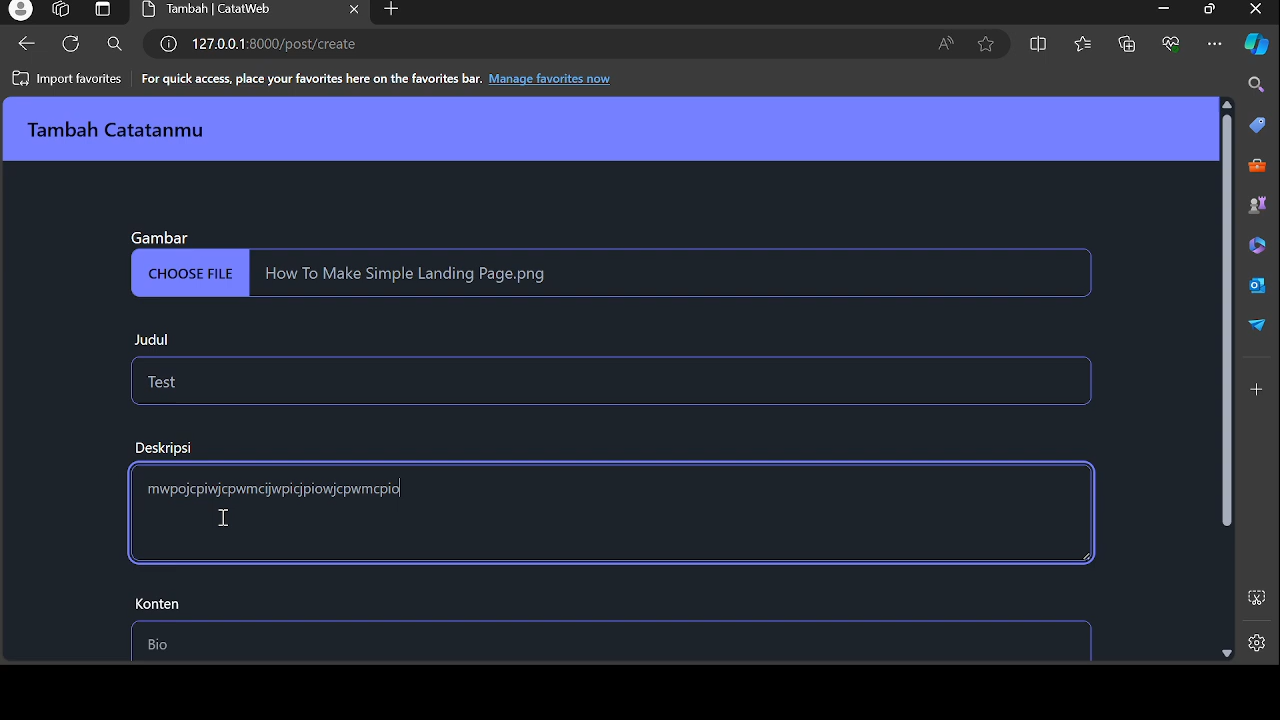 Tambah | CatatWeb
127.0.0.1:8000/post/create
Import favorites
For quick access, place your favorites here on the favorites bar. Manage favorites now
Tambah Catatanmu
Gambar
CHOOSE FILE How To Make Simple Landing Page.png
Judul
Test
Deskripsi
mwpojcpiwjcpwmcijwpicjpiowjcpwmcpio
Konten
Bio